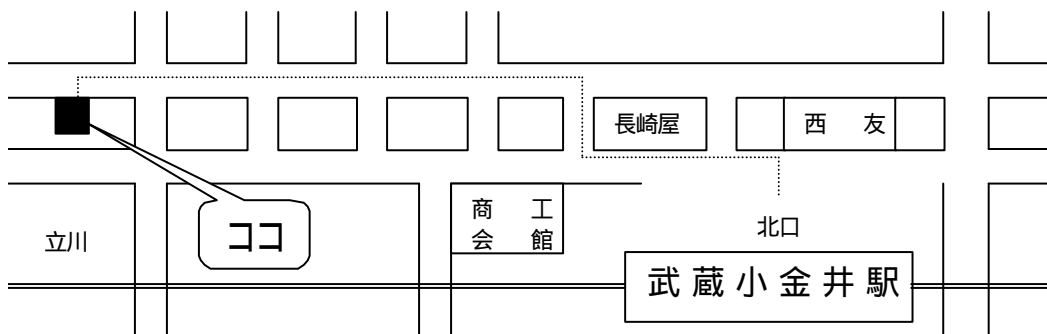 長崎屋
西 友
商 工
会 館
立川
ココ
北口
武蔵小金井駅